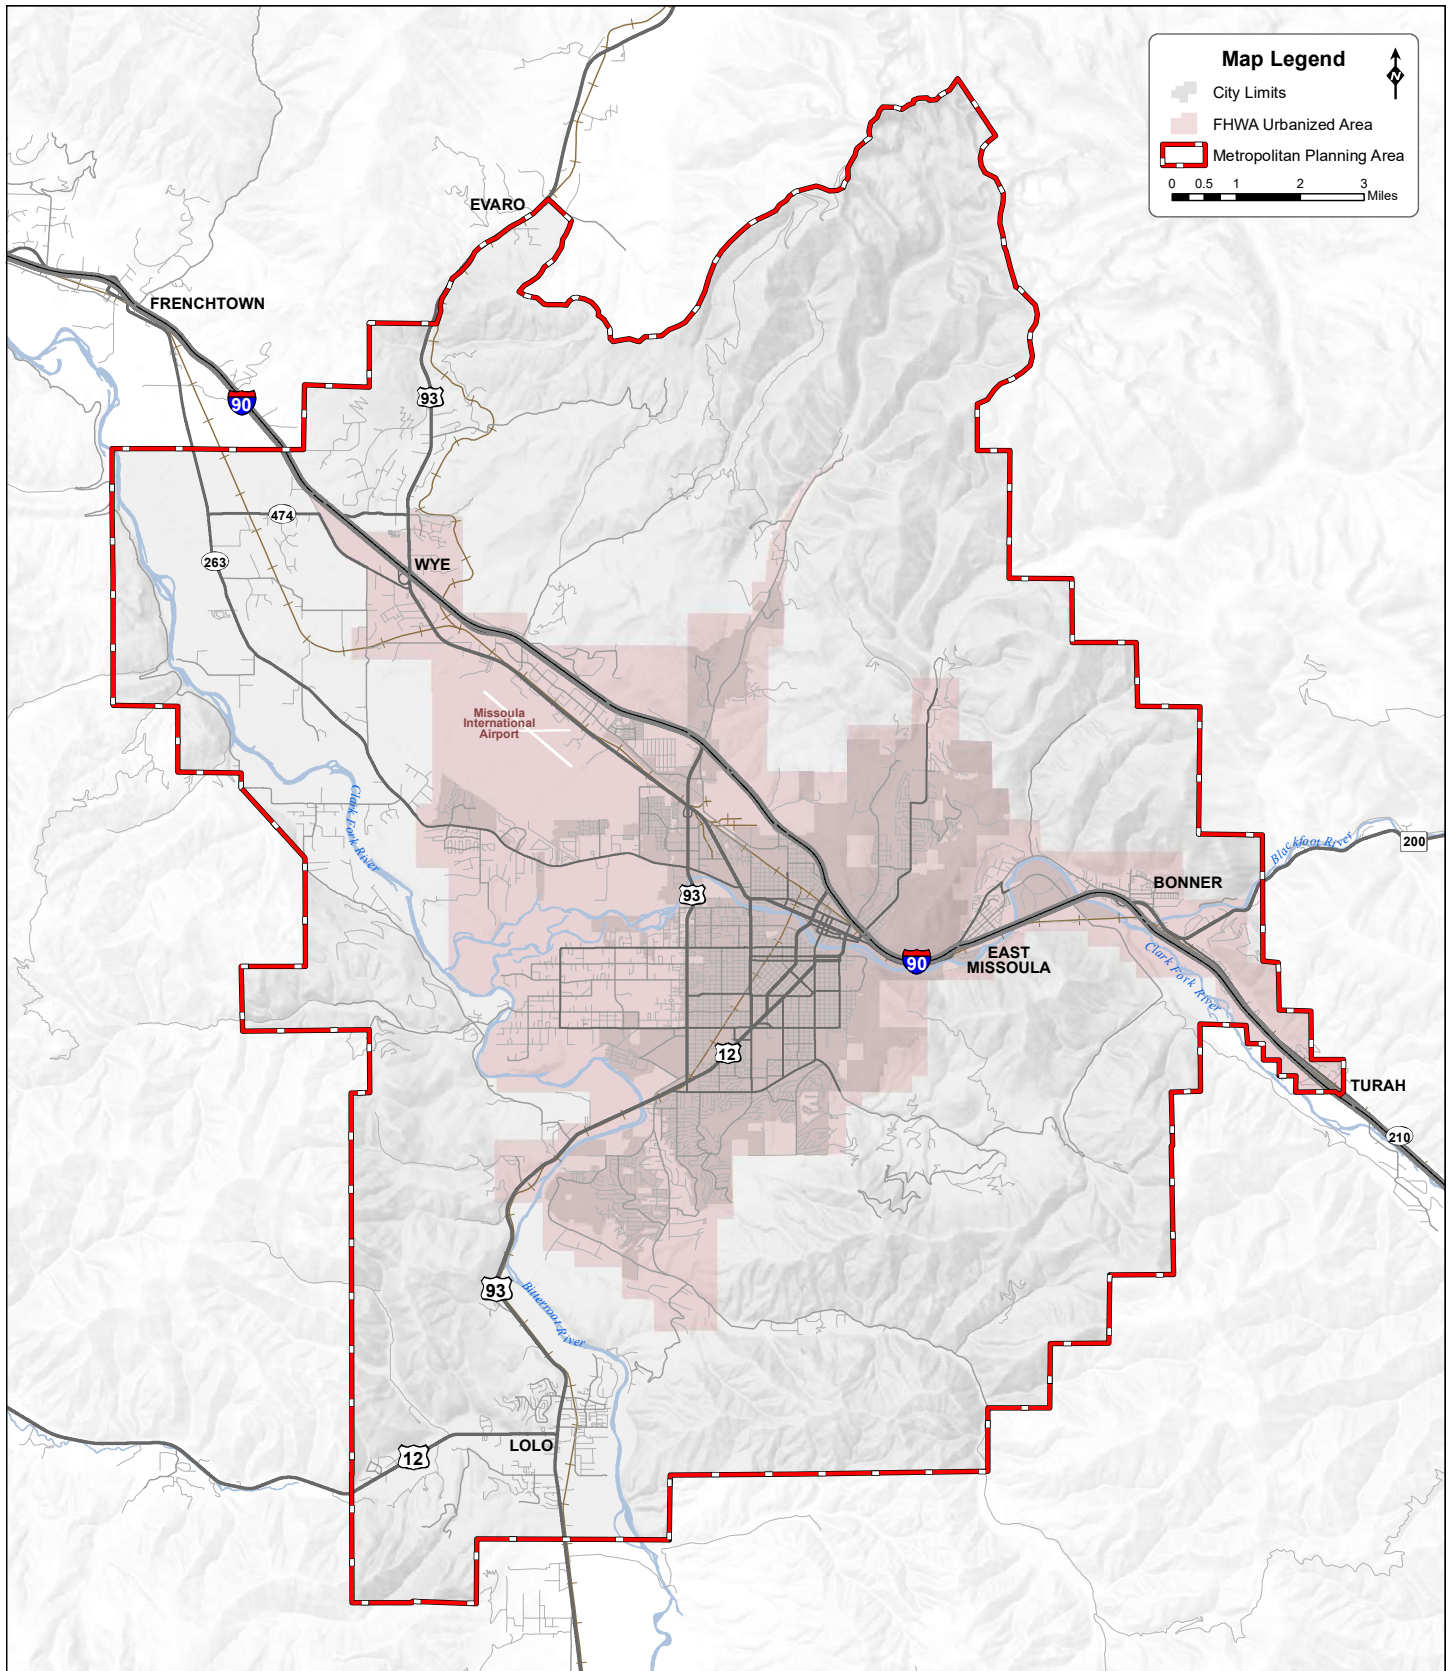 Map Legend
N
City Limits
FHWA Urbanized Area
Metropolitan Planning Area
0 0.5 1 2 3
Miles
EVARO
FRENCHTOWN
90
93
474
263
WYE
Missoula
International
Airport
Clark Fork River
Blackfoot River
200
BONNER
93
EAST
MISSOULA
90
Clark Fork River
12
TURAH
210
93
Bitterroot River
LOLO
12